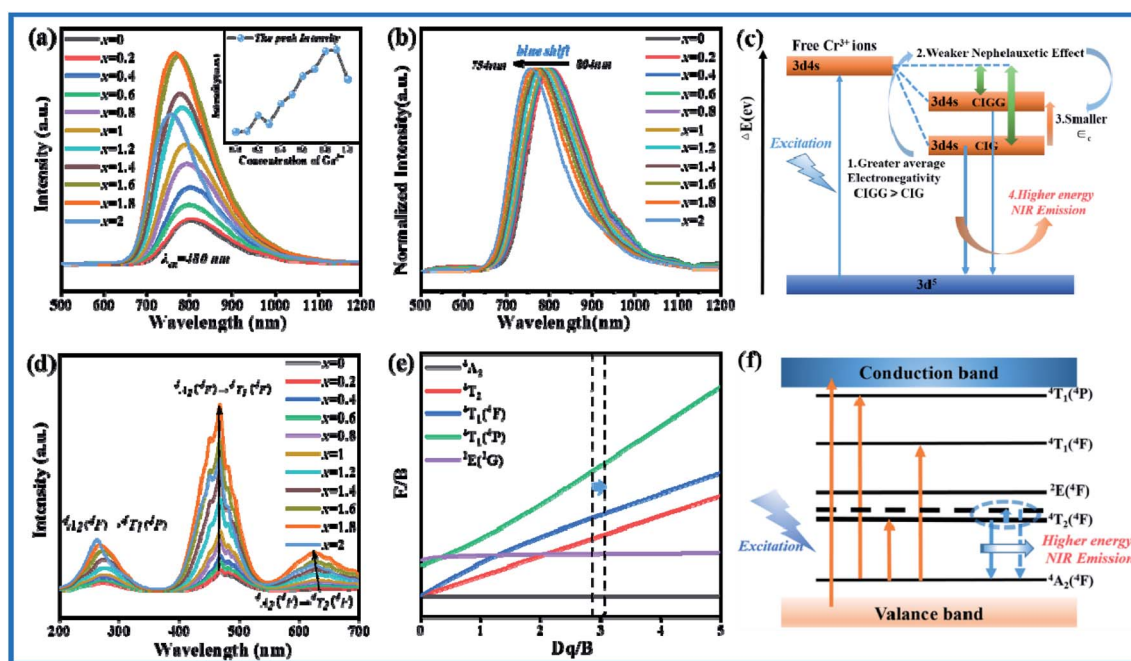 (a)
x=0
x=0.2
x=0.4
x=0.6
x=0.8
x=1
x=1.2
x=1.4
x=1.6
x=1.8
x=2
The peak Intensity
Intensity(a.u.)
Concentration of Ga³⁺
λex=480 nm
Intensity (a.u.)
500 600 700 800 900 1000 1100 1200
Wavelength (nm)
(b)
blue shift
x=0
x=0.2
x=0.4
x=0.6
x=0.8
x=1
x=1.2
x=1.4
x=1.6
x=1.8
x=2
Normalized Intensity(a.u.)
500 600 700 800 900 1000 1100 1200
Wavelength(nm)
(c)
△E(ev)
Free Cr³⁺ ions
3d4s
2.Weaker Nephelauxetic Effect
3d4s CIGG
3d4s CIG
3.Smaller
∈c
Excitation
1.Greater average
Electronegativity
CIGG > CIG
4.Higher energy
NIR Emission
3d⁵
(d)
x=0
x=0.2
x=0.4
x=0.6
x=0.8
x=1
x=1.2
x=1.4
x=1.6
x=1.8
x=2
⁴A₂(⁴F)→⁴T₁(⁴F)
⁴A₂(⁴F)→⁴T₁(⁴P)
⁴A₂(⁴F)→⁴T₂(⁴F)
Intensity (a.u.)
200 300 400 500 600 700
Wavelength (nm)
(e)
⁴A₂
⁴T₂
⁴T₁(⁴F)
⁴T₁(⁴P)
²E(²G)
E/B
0 1 2 3 4 5
Dq/B
(f)
Conduction band
⁴T₁(⁴P)
⁴T₁(⁴F)
²E(⁴F)
⁴T₂(⁴F)
Excitation
Higher energy
NIR Emission
⁴A₂(⁴F)
Valance band